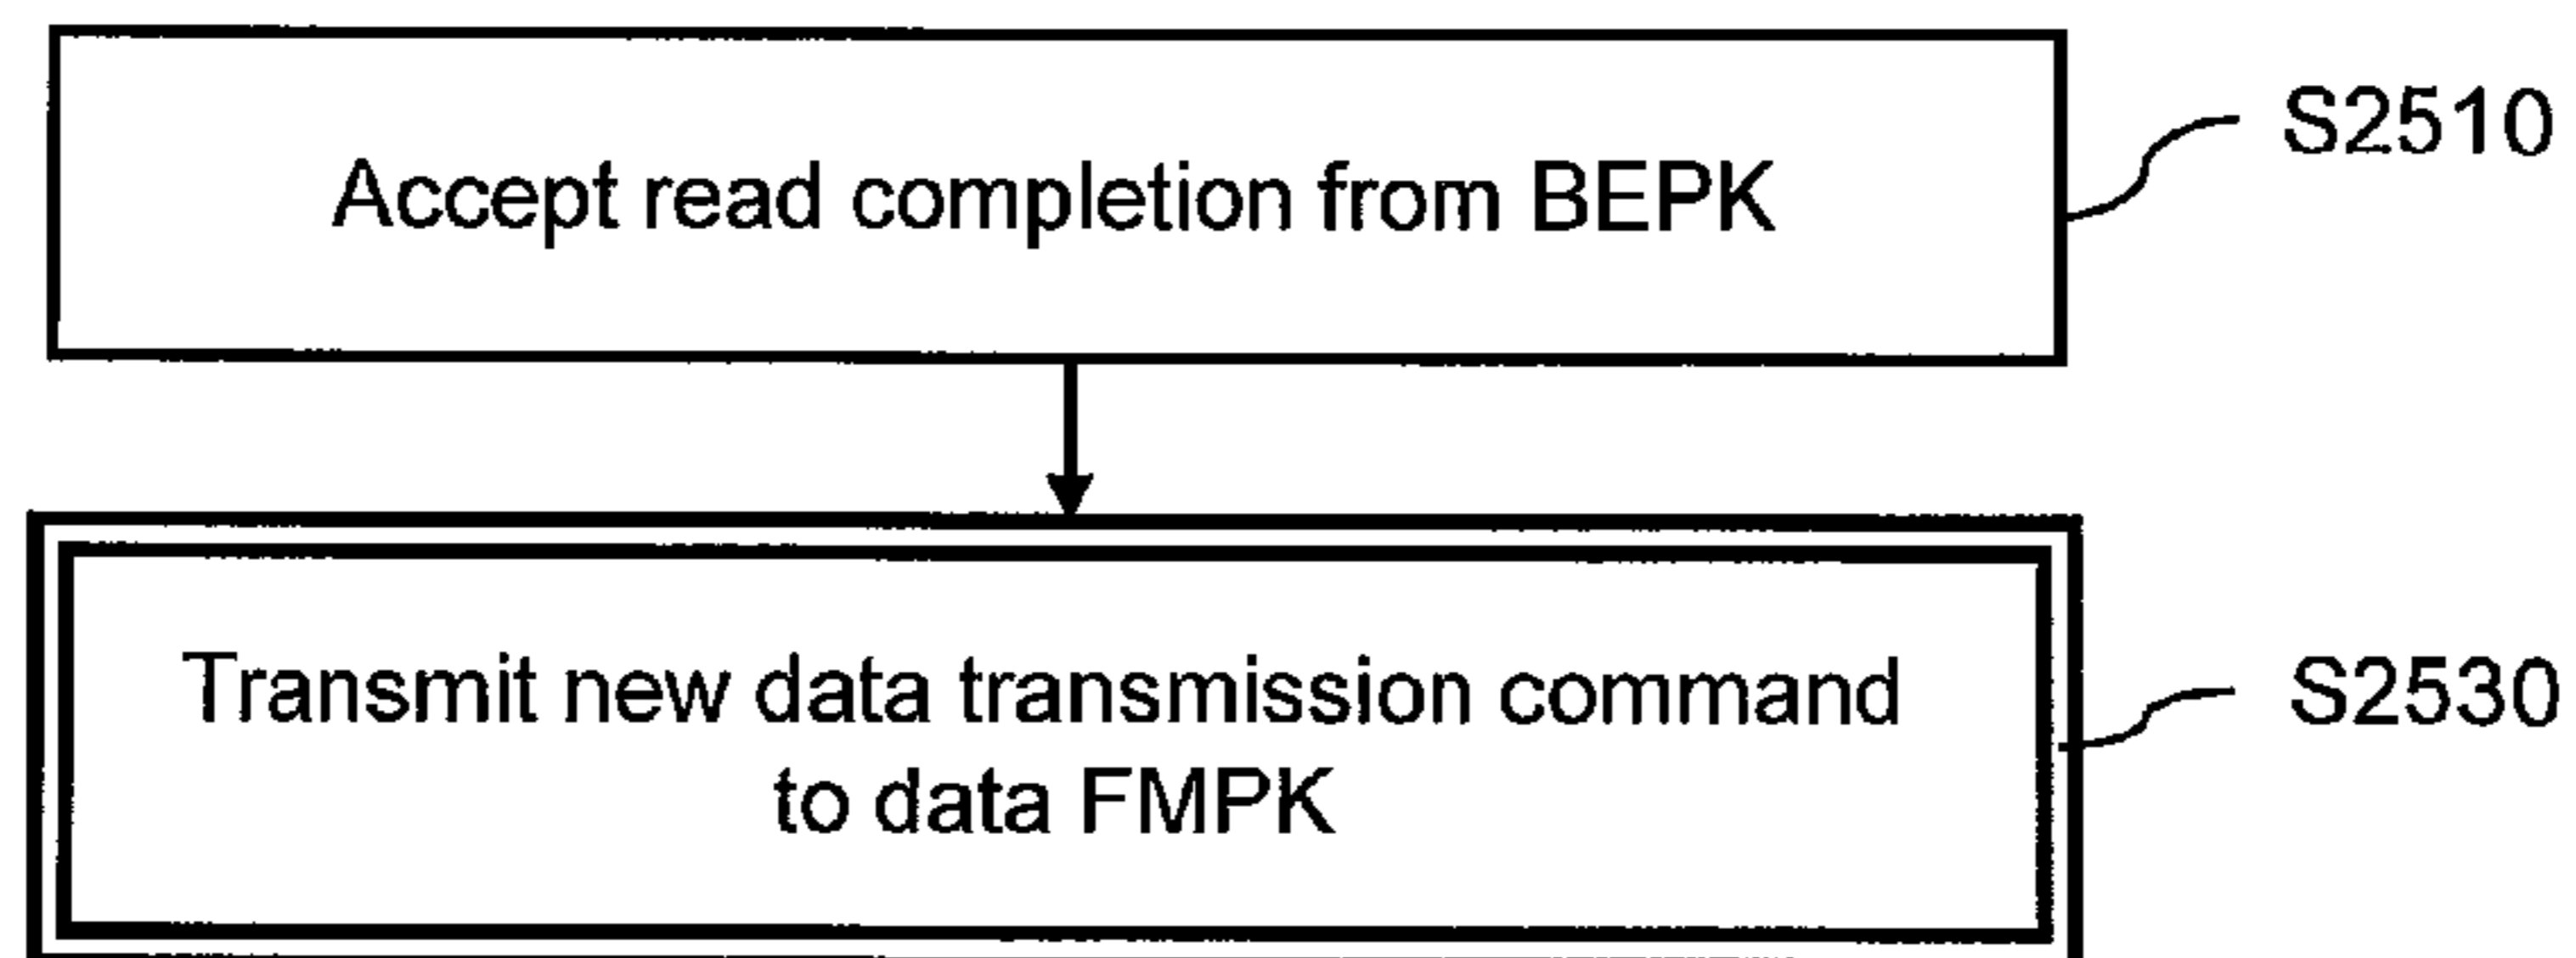 Accept read completion from BEPK
S2510
Transmit new data transmission command
to data FMPK
S2530